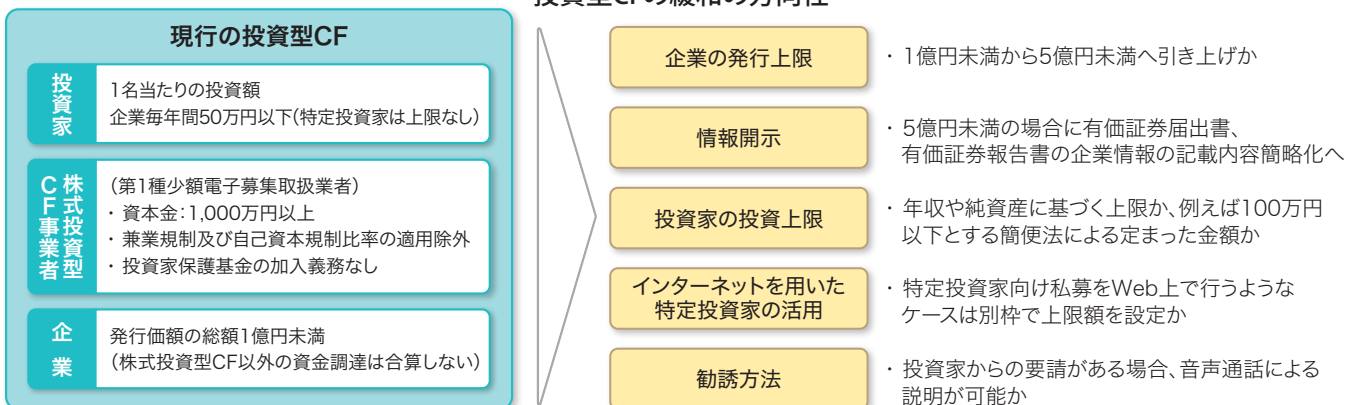 投資型CFの緩和の方向性
現行の投資型CF
投資家
1名当たりの投資額
企業毎年間50万円以下(特定投資家は上限なし)
株式投資型
CF事業者
(第1種少額電子募集取扱業者)
・資本金:1,000万円以上
・兼業規制及び自己資本規制比率の適用除外
・投資家保護基金の加入義務なし
企業
発行価額の総額1億円未満
(株式投資型CF以外の資金調達は合算しない)
企業の発行上限
・1億円未満から5億円未満へ引き上げか
情報開示
・5億円未満の場合に有価証券届出書、
有価証券報告書の企業情報の記載内容簡略化へ
投資家の投資上限
・年収や純資産に基づく上限か、例えば100万円
以下とする簡便法による定まった金額か
インターネットを用いた
特定投資家の活用
・特定投資家向け私募をWeb上で行うような
ケースは別枠で上限額を設定か
勧誘方法
・投資家からの要請がある場合、音声通話による
説明が可能か